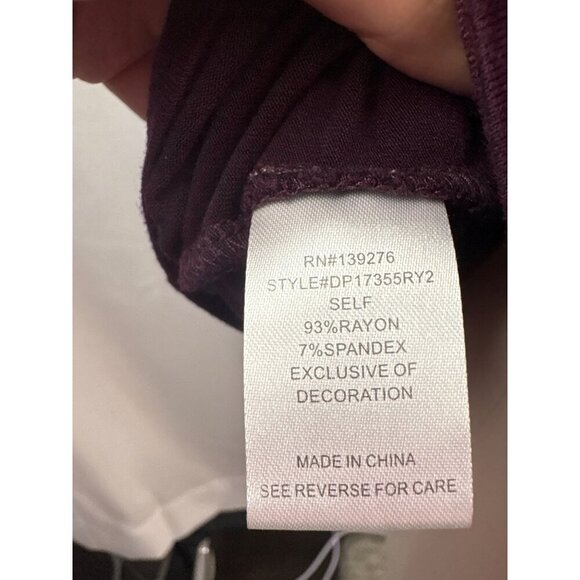 RN#139276
STYLE#DP17355RY2
SELF
93%RAYON
7%SPANDEX
EXCLUSIVE OF
DECORATION
MADE IN CHINA
SEE REVERSE FOR CARE